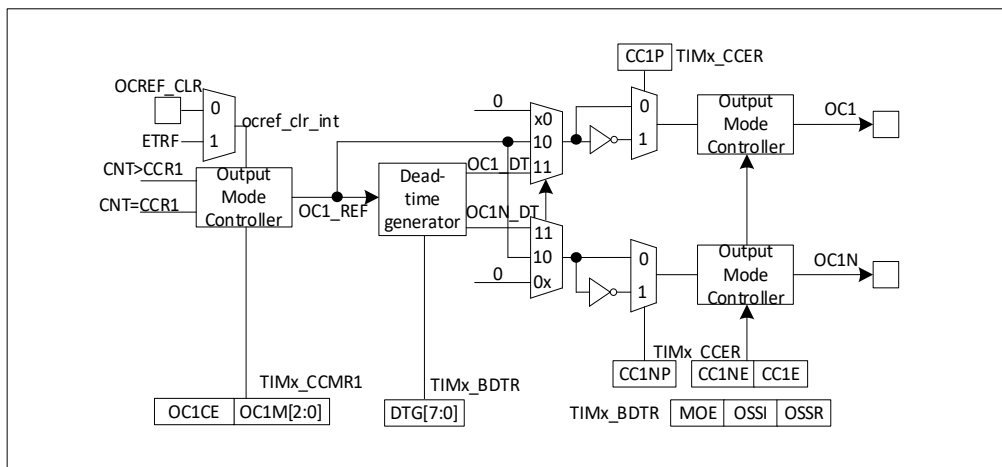 CC1P TIMx_CCER
OCREF_CLR
0
ocref_clr_int
ETRF
1
CNT>CCR1
CNT=CCR1
Output
Mode
Controller
OC1_REF
Dead-
time
generator
OC1_DT
OC1N_DT
0
x0
10
11
11
10
0x
0
0
1
Output
Mode
Controller
OC1
0
1
Output
Mode
Controller
OC1N
TIMx_CCMR1
OC1CE OC1M[2:0]
TIMx_BDTR
DTG[7:0]
TIMx_CCER
CC1NP CC1NE CC1E
TIMx_BDTR MOE OSSI OSSR